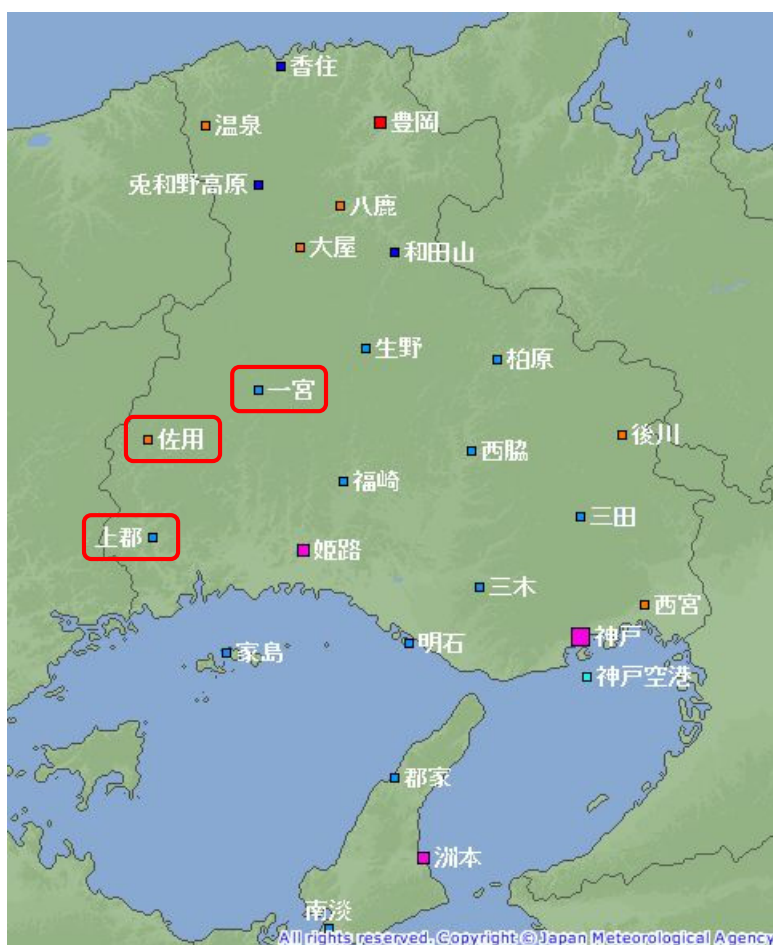 香住
温泉
豊岡
兎和野高原
八鹿
大屋
和田山
生野
柏原
一宮
佐用
後川
西脇
福崎
三田
上郡
姫路
三木
西宮
神戸
明石
家島
神戸空港
郡家
洲本
南淡
All rights reserved. Copyright © Japan Meteorological Agency